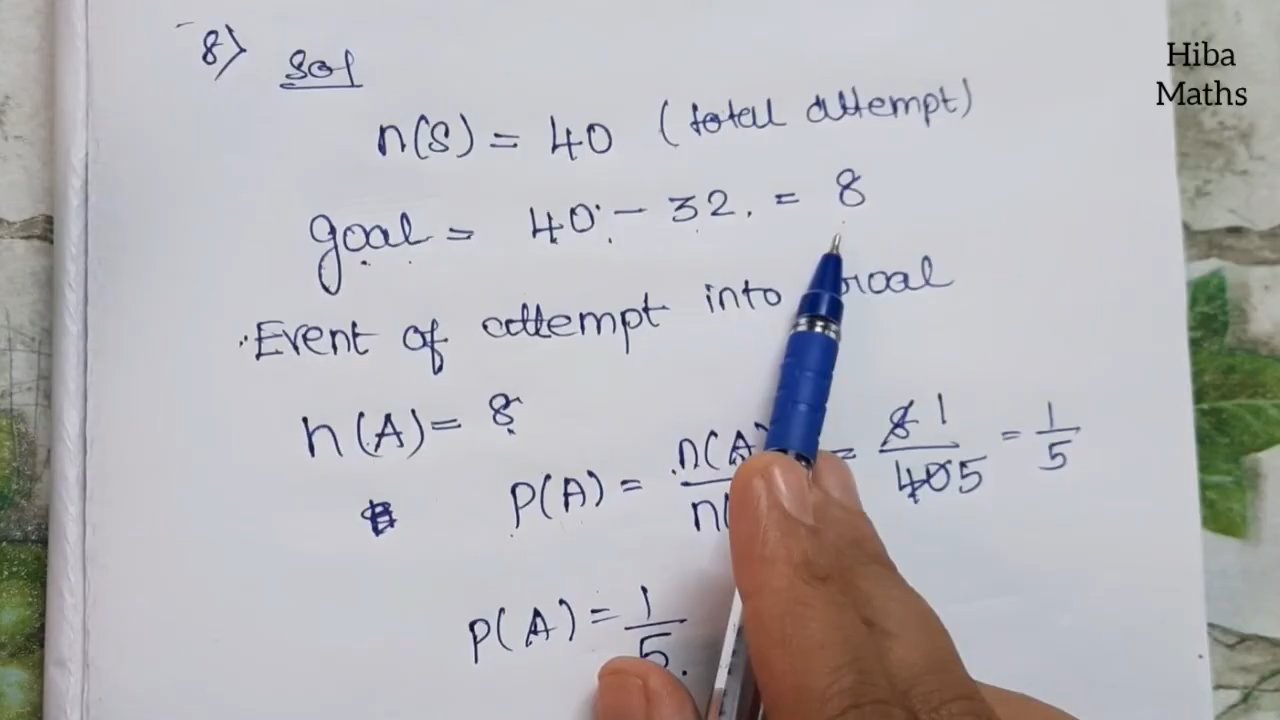 8) Sol
Hiba
Maths
n(S) = 40 (total attempt)
goal = 40 - 32 = 8
Event of attempt into
n(A) = 8
P(A) = n(A) = 8 1 / 40 5 = 1/5
P(A) = 1/5